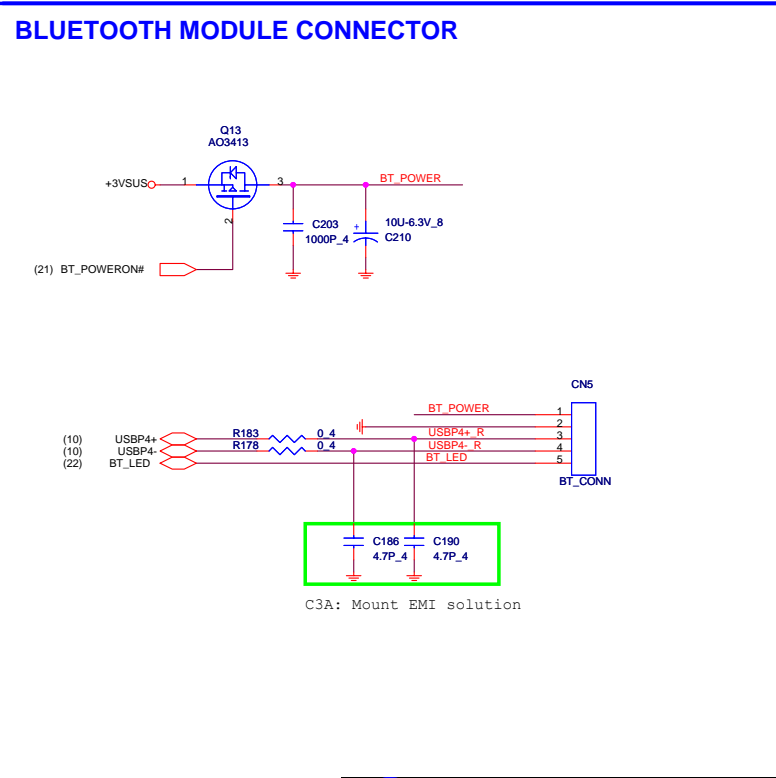 BLUETOOTH MODULE CONNECTOR
Q13
AO3413
+3VSUS
1
3
BT_POWER
2
C203
1000P_4
+
10U-6.3V_8
C210
(21) BT_POWERON#
CN5
BT_POWER
1
2
(10) USBP4+ R183 0_4 USBP4+_R 3
(10) USBP4- R178 0_4 USBP4-_R 4
(22) BT_LED BT_LED 5
BT_CONN
C186
4.7P_4
C190
4.7P_4
C3A: Mount EMI solution